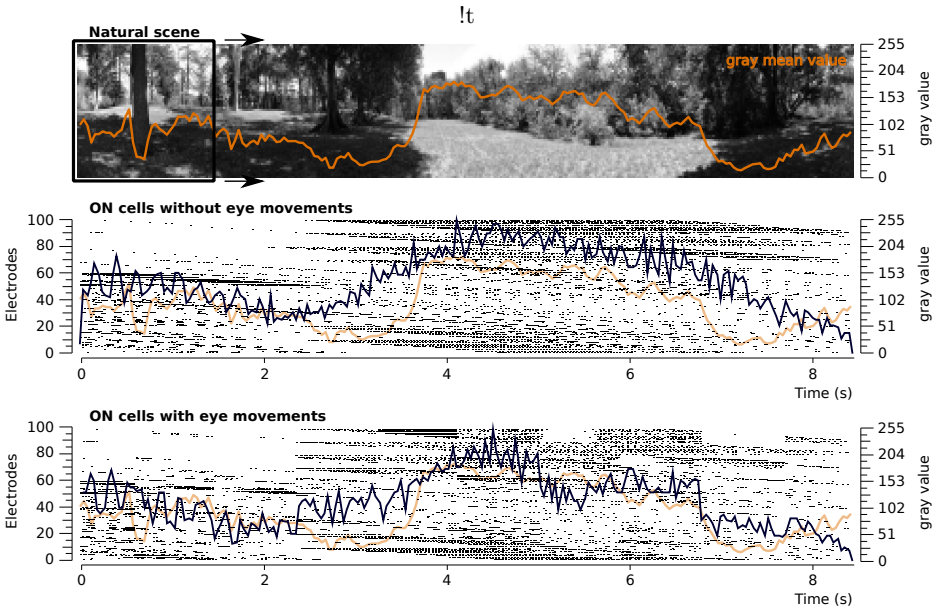 !t
Natural scene
gray mean value
255
204
153
102
51
0
gray value
ON cells without eye movements
100
80
60
40
20
0
Electrodes
255
204
153
102
51
0
gray value
0 2 4 6 8
Time (s)
ON cells with eye movements
100
80
60
40
20
0
Electrodes
255
204
153
102
51
0
gray value
0 2 4 6 8
Time (s)